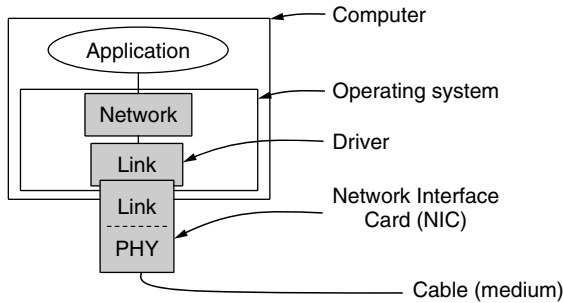 Computer
Application
Operating system
Network
Driver
Link
Link
Network Interface
Card (NIC)
PHY
Cable (medium)